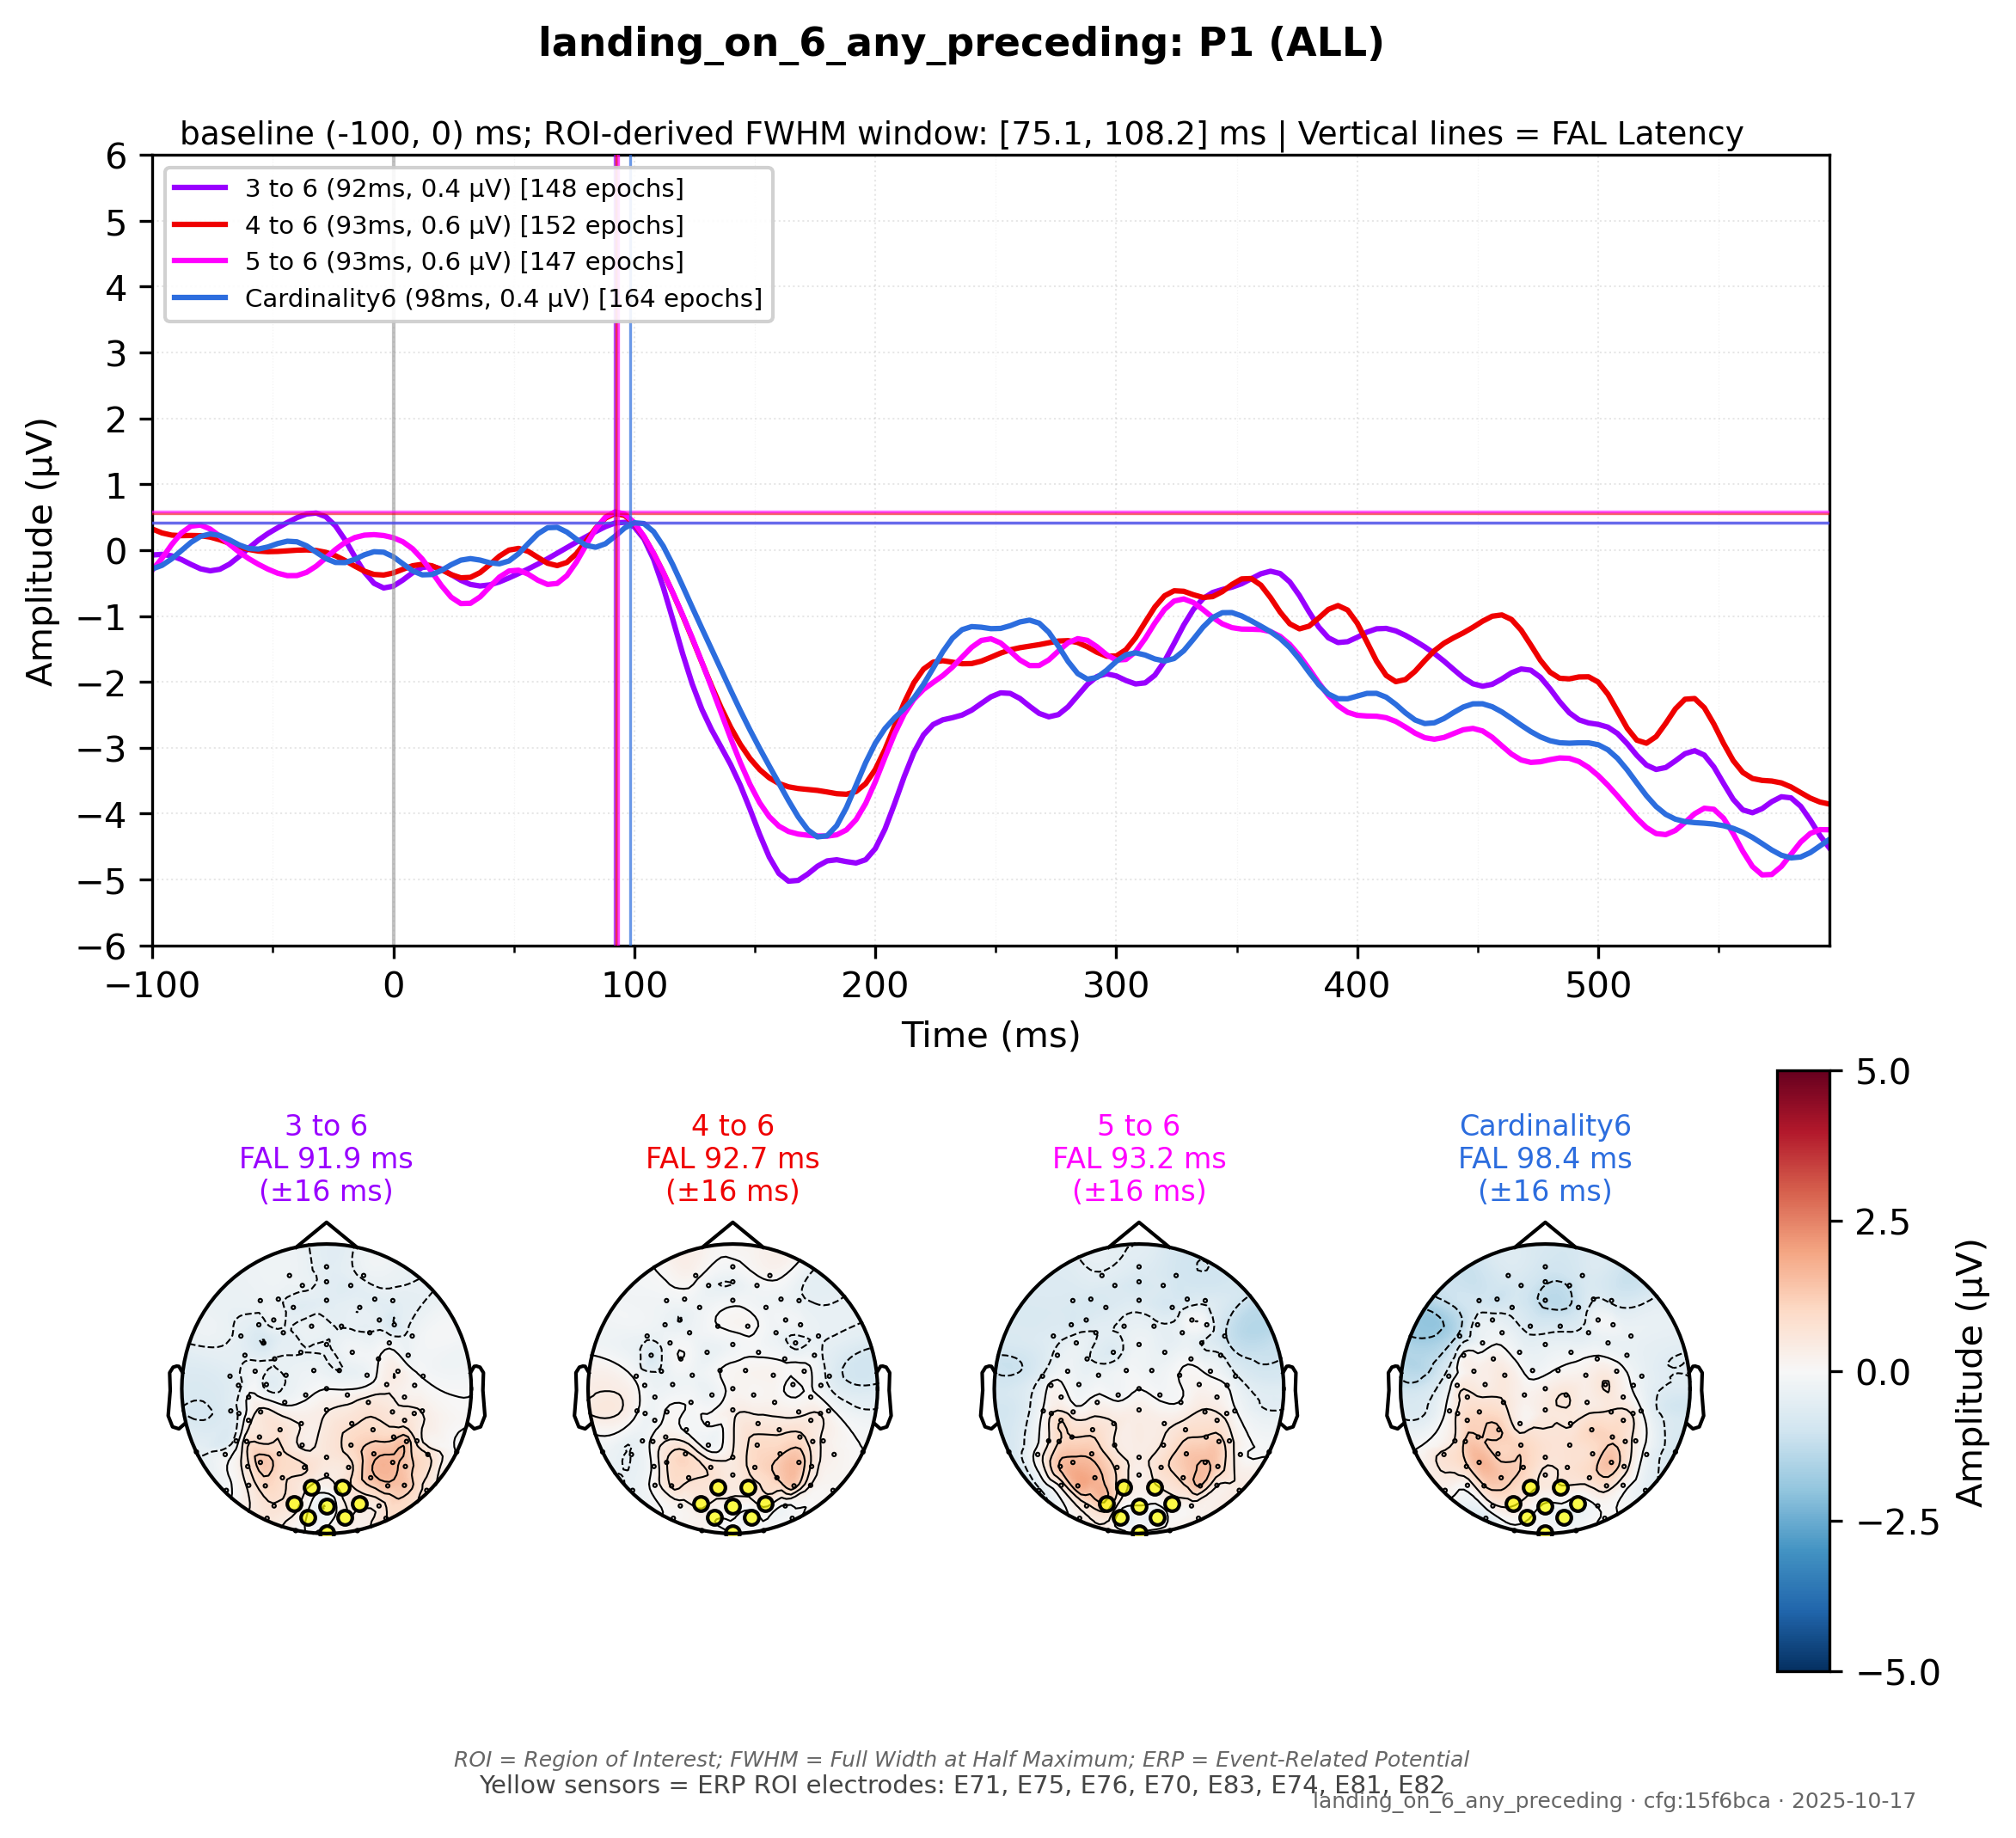 landing_on_6_any_preceding: P1 (ALL)
baseline (-100, 0) ms; ROI-derived FWHM window: [75.1, 108.2] ms | Vertical lines = FAL Latency
3 to 6 (92ms, 0.4 µV) [148 epochs]
4 to 6 (93ms, 0.6 µV) [152 epochs]
5 to 6 (93ms, 0.6 µV) [147 epochs]
Cardinality6 (98ms, 0.4 µV) [164 epochs]
6
5
4
3
2
1
0
−1
−2
−3
−4
−5
−6
Amplitude (µV)
−100 0 100 200 300 400 500
Time (ms)
3 to 6
FAL 91.9 ms
(±16 ms)
4 to 6
FAL 92.7 ms
(±16 ms)
5 to 6
FAL 93.2 ms
(±16 ms)
Cardinality6
FAL 98.4 ms
(±16 ms)
5.0
2.5
0.0
−2.5
−5.0
Amplitude (µV)
ROI = Region of Interest; FWHM = Full Width at Half Maximum; ERP = Event-Related Potential
Yellow sensors = ERP ROI electrodes: E71, E75, E76, E70, E83, E74, E81, E82
landing_on_6_any_preceding · cfg:15f6bca · 2025-10-17